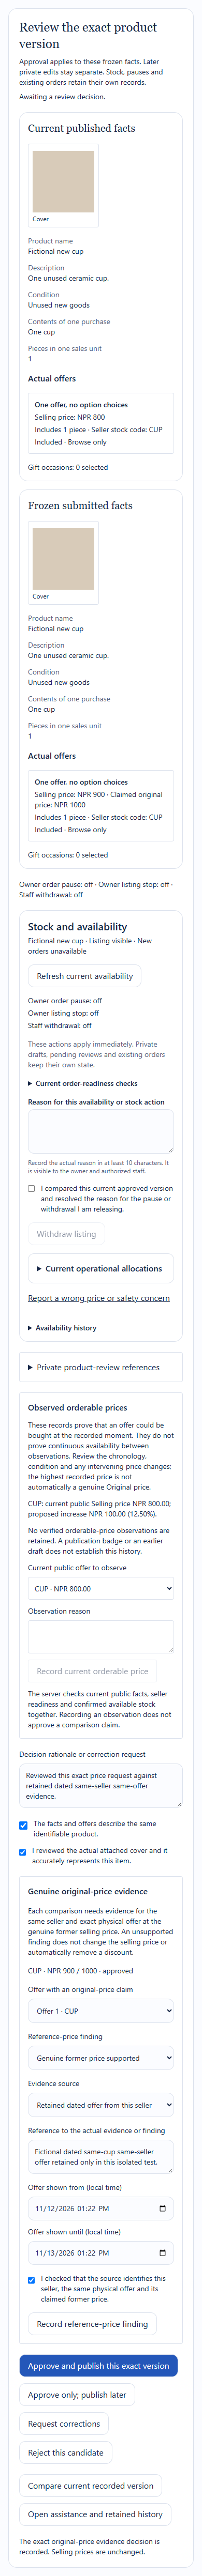 Review the exact product
version
Approval applies to these frozen facts. Later
private edits stay separate. Stock, pauses and
existing orders retain their own records.
Awaiting a review decision.
Current published facts
Cover
Product name
Fictional new cup
Description
One unused ceramic cup.
Condition
Unused new goods
Contents of one purchase
One cup
Pieces in one sales unit
1
Actual offers
One offer, no option choices
Selling price: NPR 800
Includes 1 piece · Seller stock code: CUP
Included · Browse only
Gift occasions: 0 selected
Frozen submitted facts
Cover
Product name
Fictional new cup
Description
One unused ceramic cup.
Condition
Unused new goods
Contents of one purchase
One cup
Pieces in one sales unit
1
Actual offers
One offer, no option choices
Selling price: NPR 900 · Claimed original
price: NPR 1000
Includes 1 piece · Seller stock code: CUP
Included · Browse only
Gift occasions: 0 selected
Owner order pause: off · Owner listing stop: off ·
Staff withdrawal: off
Stock and availability
Fictional new cup · Listing visible · New
orders unavailable
Refresh current availability
Owner order pause: off
Owner listing stop: off
Staff withdrawal: off
These actions apply immediately. Private
drafts, pending reviews and existing orders
keep their own state.
Current order-readiness checks
Reason for this availability or stock action
Record the actual reason in at least 10 characters. It
is visible to the owner and authorized staff.
I compared this current approved version
and resolved the reason for the pause or
withdrawal I am releasing.
Withdraw listing
Current operational allocations
Report a wrong price or safety concern
Availability history
Private product-review references
Observed orderable prices
These records prove that an offer could be
bought at the recorded moment. They do not
prove continuous availability between
observations. Review the chronology,
condition and any intervening price changes;
the highest recorded price is not
automatically a genuine Original price.
CUP: current public Selling price NPR 800.00;
proposed increase NPR 100.00 (12.50%).
No verified orderable-price observations are
retained. A publication badge or an earlier
draft does not establish this history.
Current public offer to observe
CUP · NPR 800.00
Observation reason
Record current orderable price
The server checks current public facts, seller
readiness and confirmed available stock
together. Recording an observation does not
approve a comparison claim.
Decision rationale or correction request
Reviewed this exact price request against
retained dated same-seller same-offer
evidence.
The facts and offers describe the same
identifiable product.
I reviewed the actual attached cover and it
accurately represents this item.
Genuine original-price evidence
Each comparison needs evidence for the
same seller and exact physical offer at the
genuine former selling price. An unsupported
finding does not change the selling price or
automatically remove a discount.
CUP · NPR 900 / 1000 · approved
Offer with an original-price claim
Offer 1 · CUP
Reference-price finding
Genuine former price supported
Evidence source
Retained dated offer from this seller
Reference to the actual evidence or finding
Fictional dated same-cup same-seller
offer retained only in this isolated test.
Offer shown from (local time)
11/12/2026 01:22 PM
Offer shown until (local time)
11/13/2026 01:22 PM
I checked that the source identifies this
seller, the same physical offer and its
claimed former price.
Record reference-price finding
Approve and publish this exact version
Approve only; publish later
Request corrections
Reject this candidate
Compare current recorded version
Open assistance and retained history
The exact original-price evidence decision is
recorded. Selling prices are unchanged.